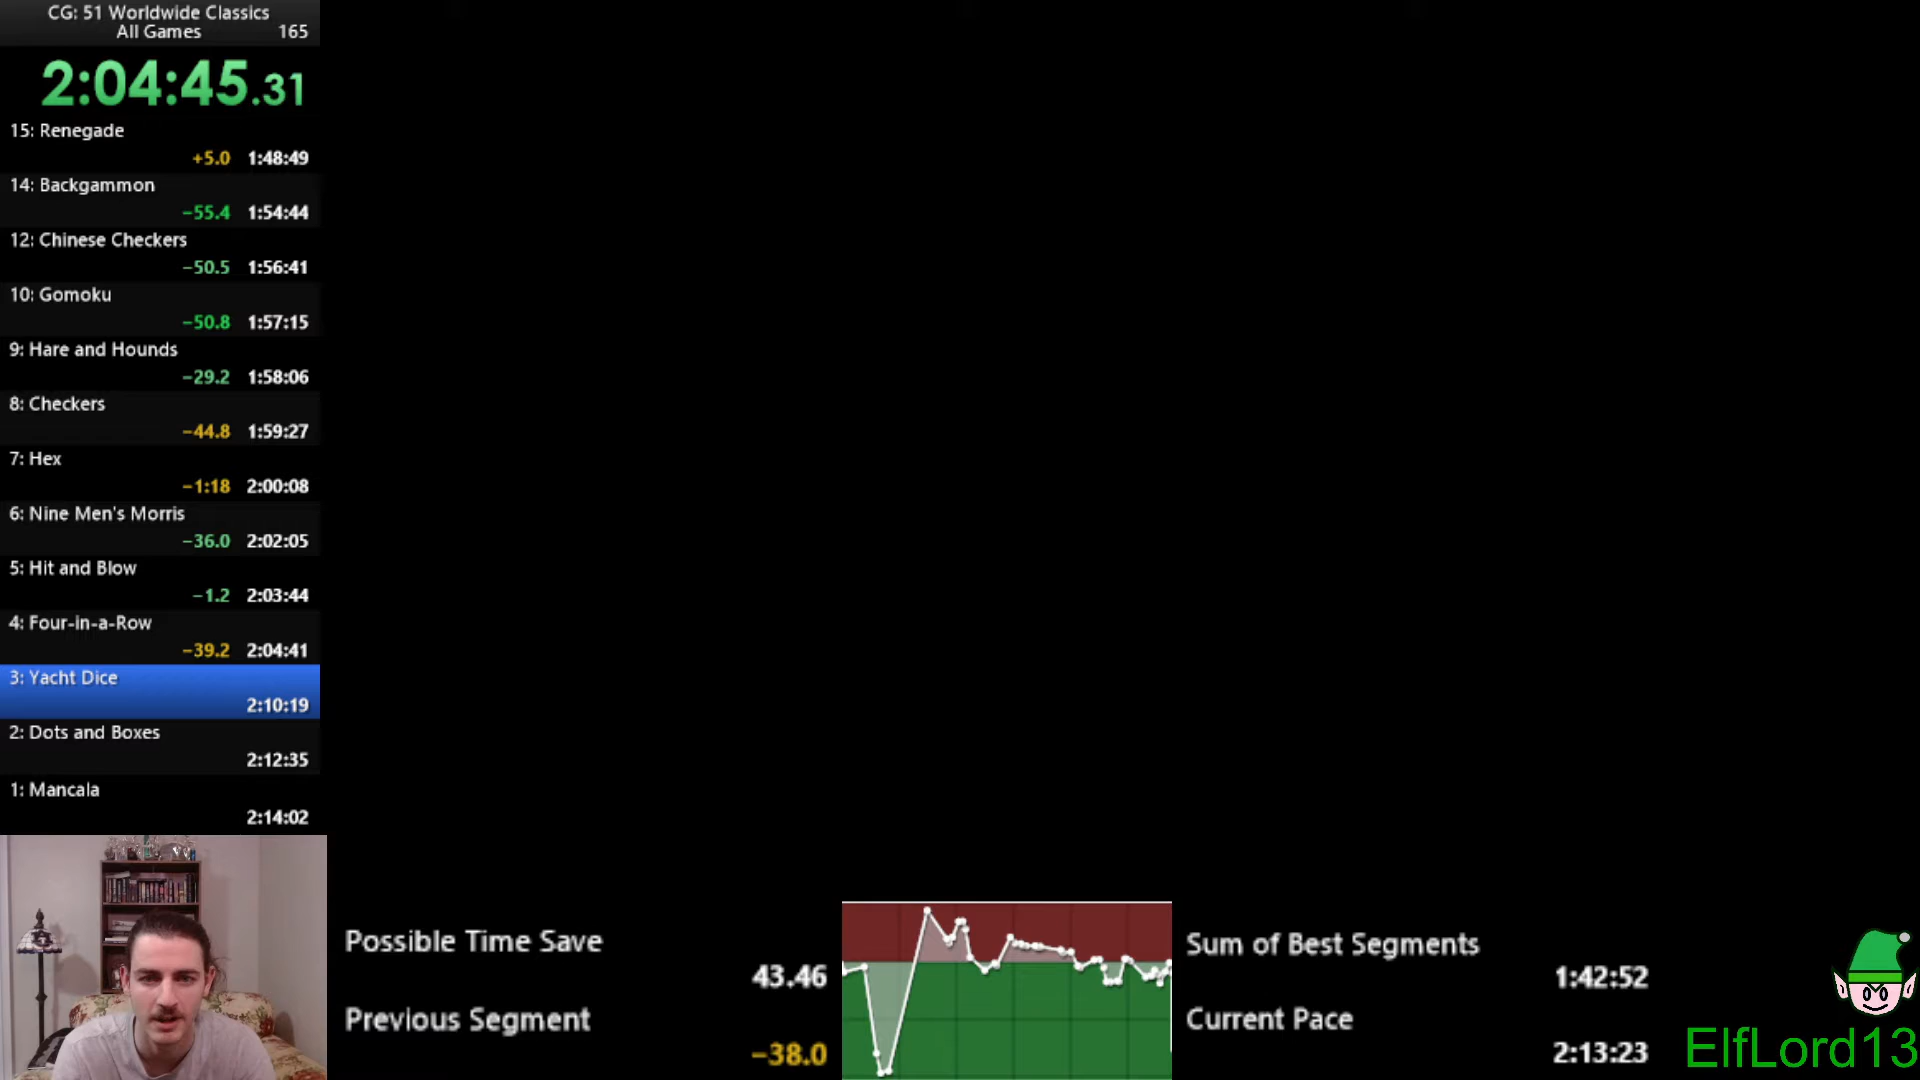 CG: 51 Worldwide Classics
All Games 165
2:04:45.31
15: Renegade
+5.0 1:48:49
14: Backgammon
-55.4 1:54:44
12: Chinese Checkers
-50.5 1:56:41
10: Gomoku
-50.8 1:57:15
9: Hare and Hounds
-29.2 1:58:06
8: Checkers
-44.8 1:59:27
7: Hex
-1:18 2:00:08
6: Nine Men's Morris
-36.0 2:02:05
5: Hit and Blow
-1.2 2:03:44
4: Four-in-a-Row
-39.2 2:04:41
3: Yacht Dice
2:10:19
2: Dots and Boxes
2:12:35
1: Mancala
2:14:02
Possible Time Save
43.46
Previous Segment
-38.0
Sum of Best Segments
1:42:52
Current Pace
2:13:23
ElfLord13